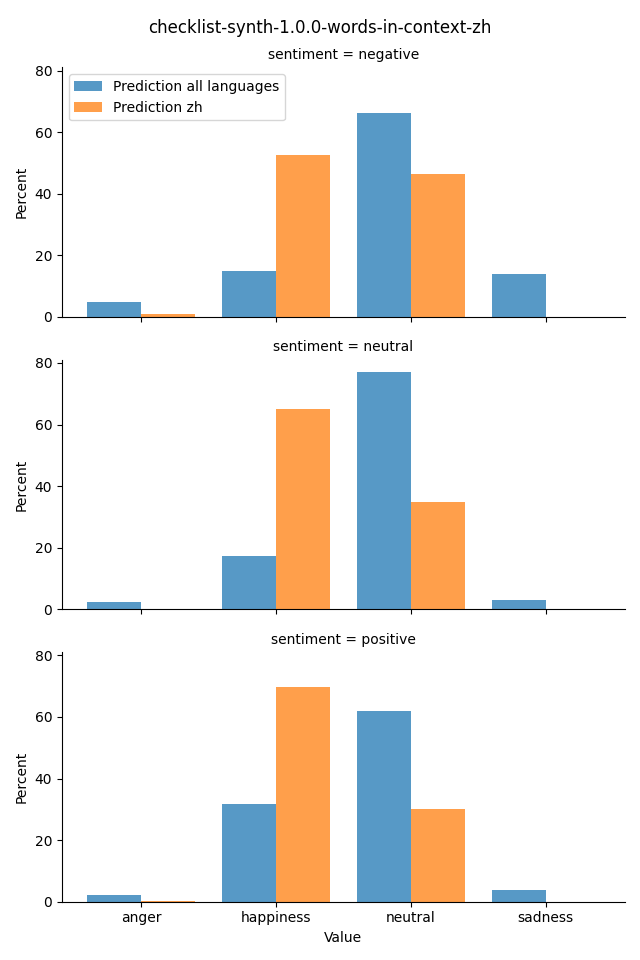 checklist-synth-1.0.0-words-in-context-zh
sentiment = negative
Prediction all languages
Prediction zh
80
60
40
20
0
Percent
sentiment = neutral
80
60
40
20
0
Percent
sentiment = positive
80
60
40
20
0
Percent
anger happiness neutral sadness
Value